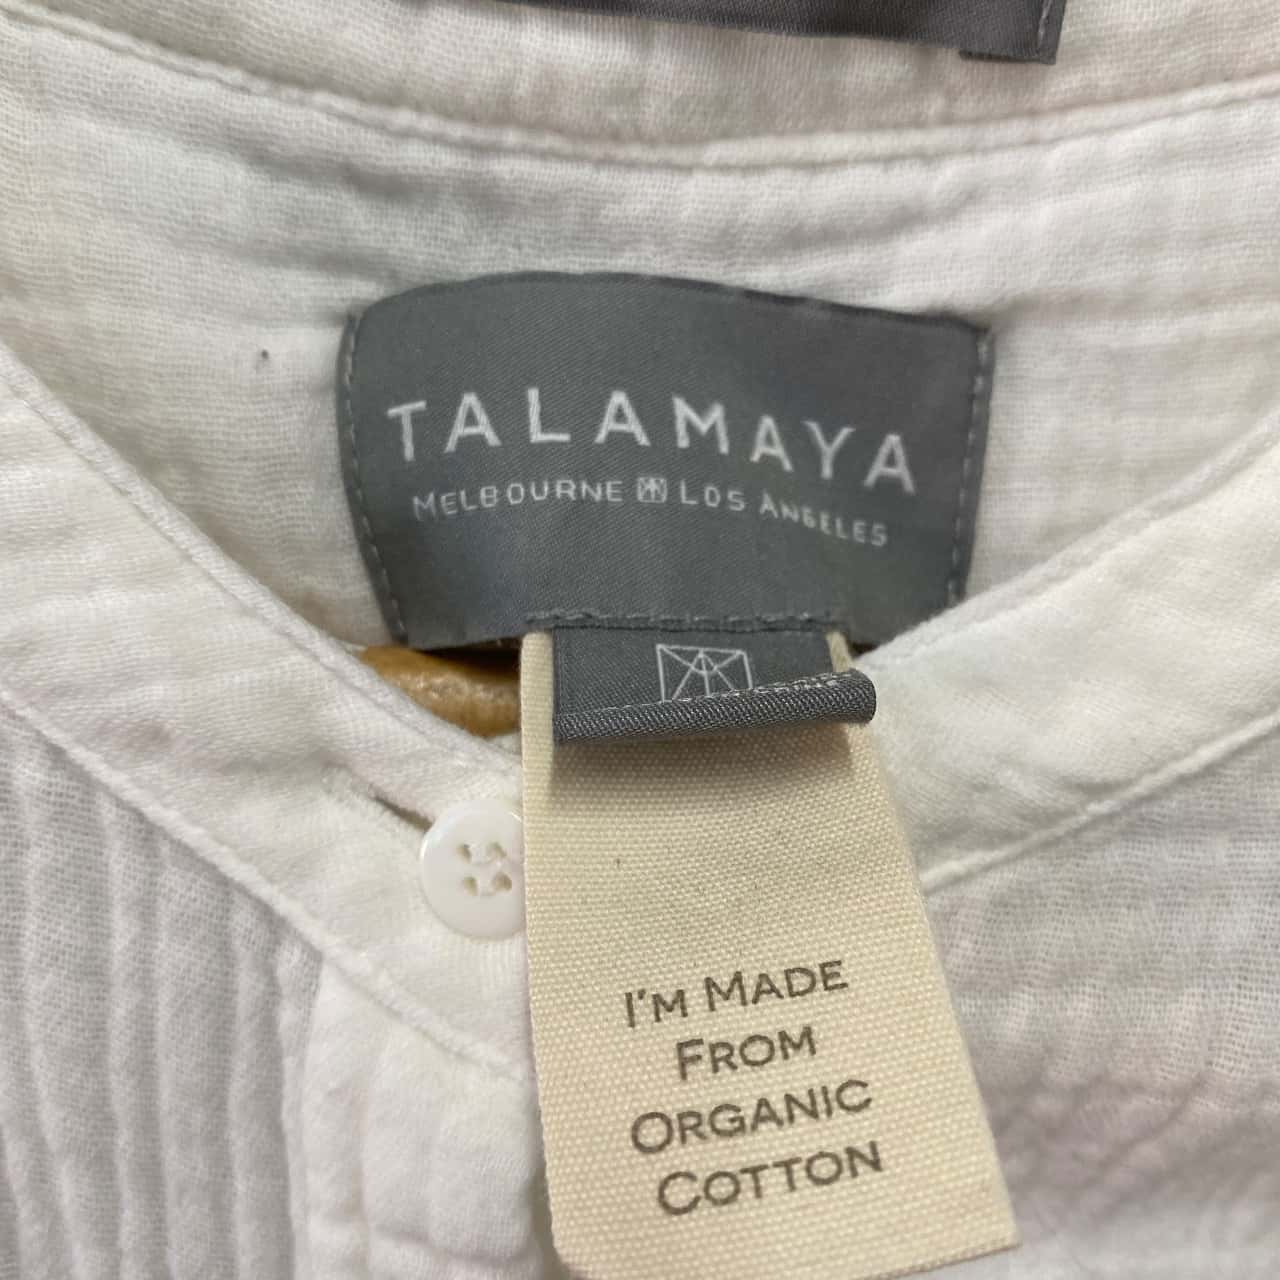 TALAMAYA
MELBOURNE LOS ANGELES
I'M MADE
FROM
ORGANIC
COTTON